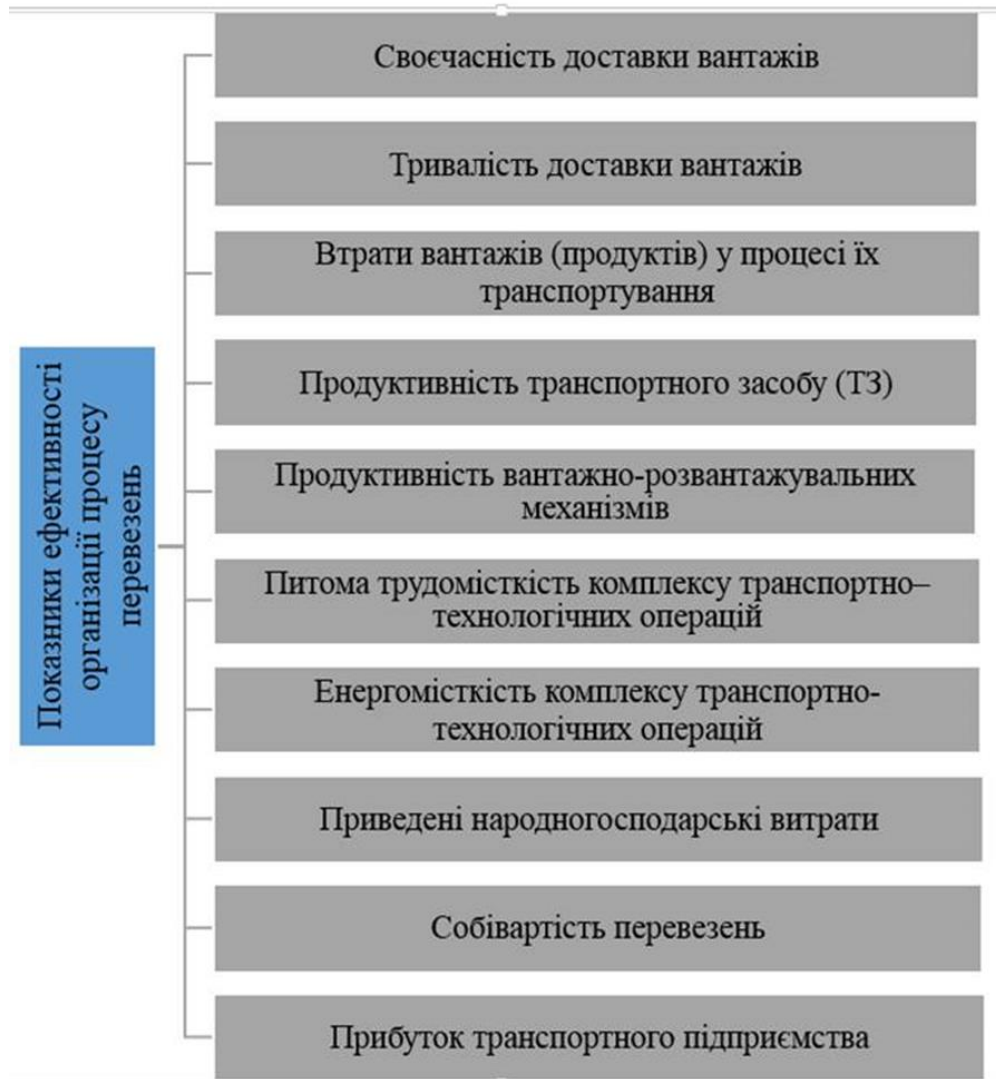 Показники ефективності
організації процесу
перевезень
Своєчасність доставки вантажів
Тривалість доставки вантажів
Втрати вантажів (продуктів) у процесі їх
транспортування
Продуктивність транспортного засобу (ТЗ)
Продуктивність вантажно-розвантажувальних
механізмів
Питома трудомісткість комплексу транспортно–
технологічних операцій
Енергомісткість комплексу транспортно-
технологічних операцій
Приведені народногосподарські витрати
Собівартість перевезень
Прибуток транспортного підприємства